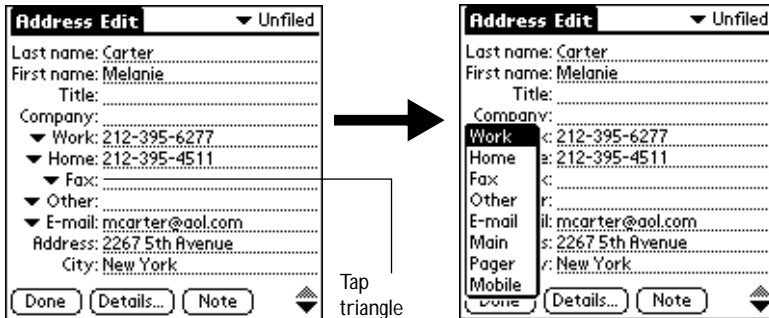 Address Edit ▼ Unfiled
Last name: Carter
First name: Melanie
Title:
Company:
▼ Work: 212-395-6277
▼ Home: 212-395-4511
▼ Fax:
▼ Other:
▼ E-mail: mcarter@aol.com
Address: 2267 5th Avenue
City: New York
Done Details... Note
Tap
triangle
Address Edit ▼ Unfiled
Last name: Carter
First name: Melanie
Title:
Company:
Work k: 212-395-6277
Home e: 212-395-4511
Fax x:
Other r:
E-mail il: mcarter@aol.com
Main s: 2267 5th Avenue
Pager y: New York
Mobile
Done Details... Note